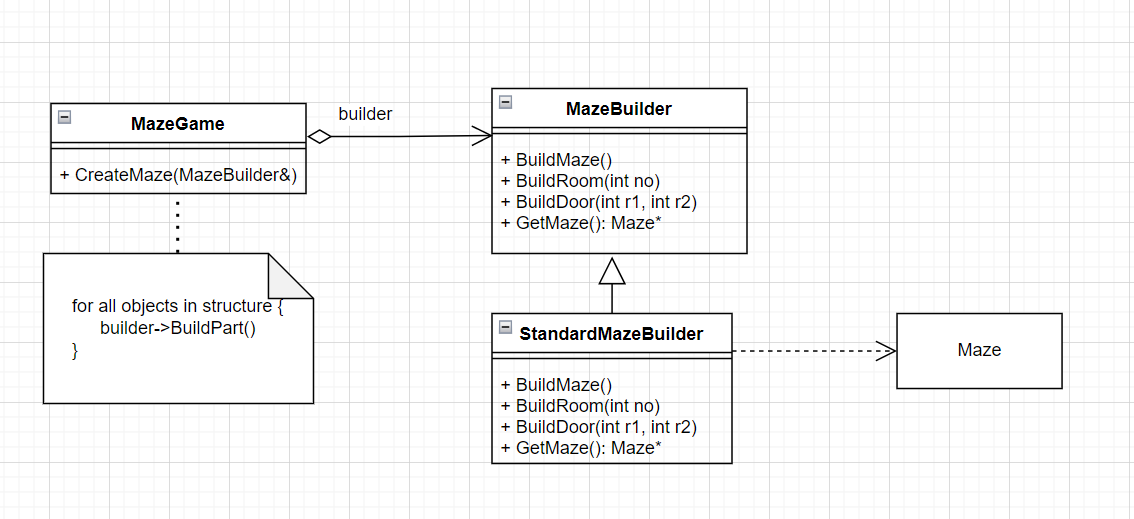 MazeGame
+ CreateMaze(MazeBuilder&)
builder
MazeBuilder
+ BuildMaze()
+ BuildRoom(int no)
+ BuildDoor(int r1, int r2)
+ GetMaze(): Maze*
for all objects in structure {
builder->BuildPart()
}
StandardMazeBuilder
+ BuildMaze()
+ BuildRoom(int no)
+ BuildDoor(int r1, int r2)
+ GetMaze(): Maze*
Maze